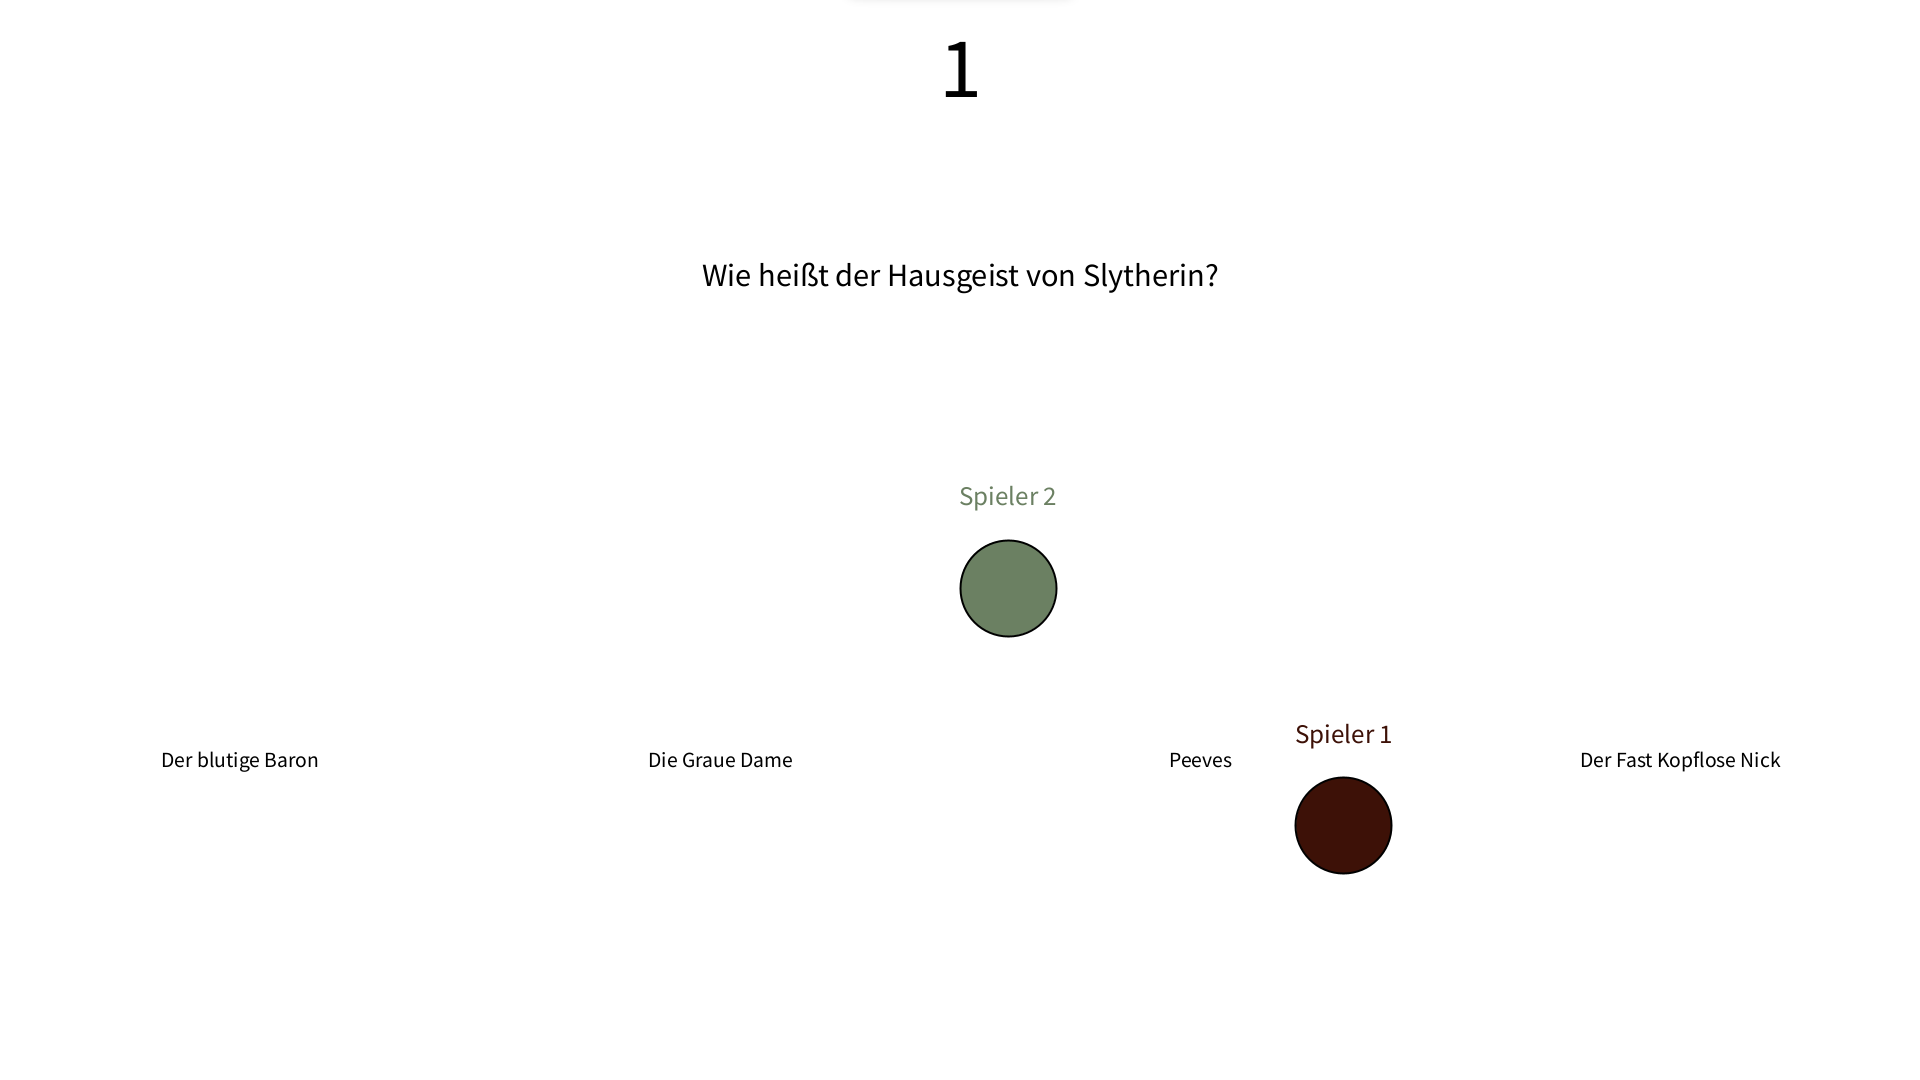 1
Wie heißt der Hausgeist von Slytherin?
Spieler 2
Spieler 1
Der blutige Baron
Die Graue Dame
Peeves
Der Fast Kopflose Nick